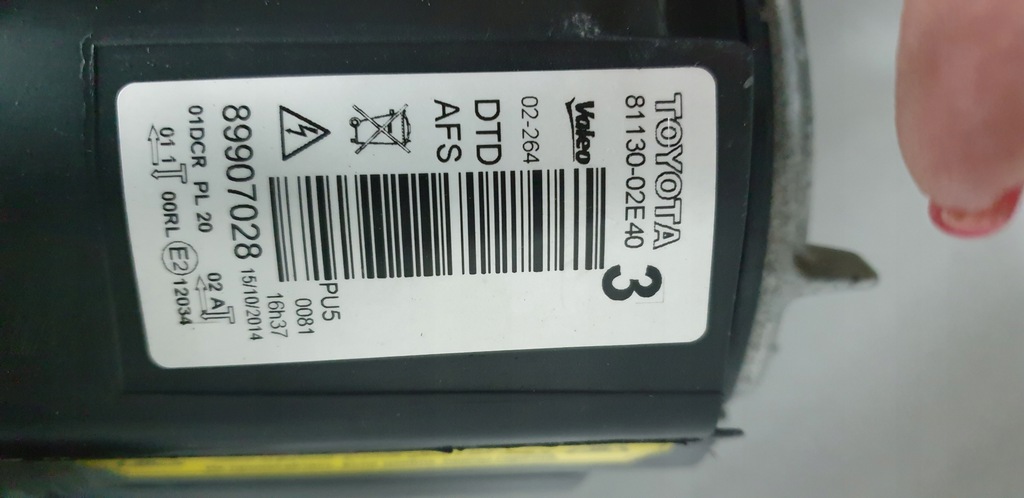 TOYOTA
81130-02E40
3
Valeo
02-264
DTD
AFS
PU5
0081
16h37
89907028
15/10/2014
01DCR PL 20
02 A
01 1 00RL E2 12034